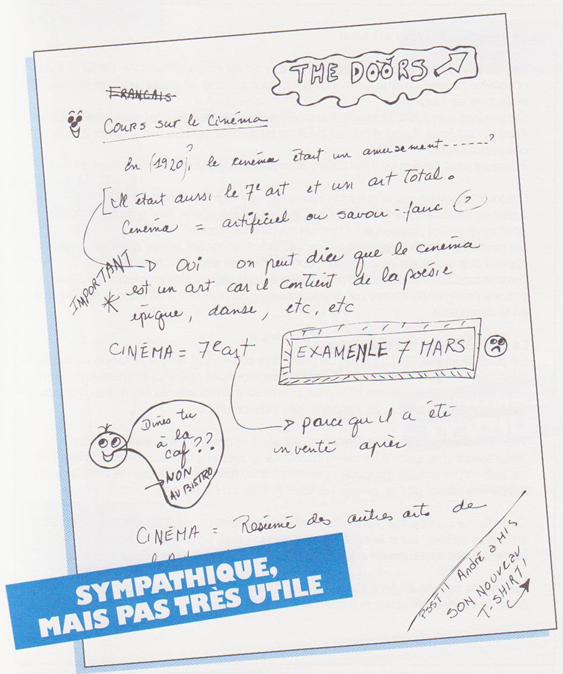 THE DOORS
FRANCAIS
Cours sur le Cinéma
En (1920)? le cinéma était un amusement------?
[Il était aussi le 7e art et un art Total.
Cinéma = artificiel ou savoir-faire (?)
IMPORTANT
* → Oui on peut dire que le cinéma
est un art car il contient de la poésie
épique, danse, etc, etc
CINÉMA = 7e art
EXAMEN LE 7 MARS
→ parce qu'il a été
inventé après
Dînes tu
à la
caf??
→ NON
AU BISTRO
CINÉMA = Résumé des autres arts de
PSST!! André a MIS
SON NOUVEAU
T-SHIRT!
SYMPATHIQUE,
MAIS PAS TRÈS UTILE